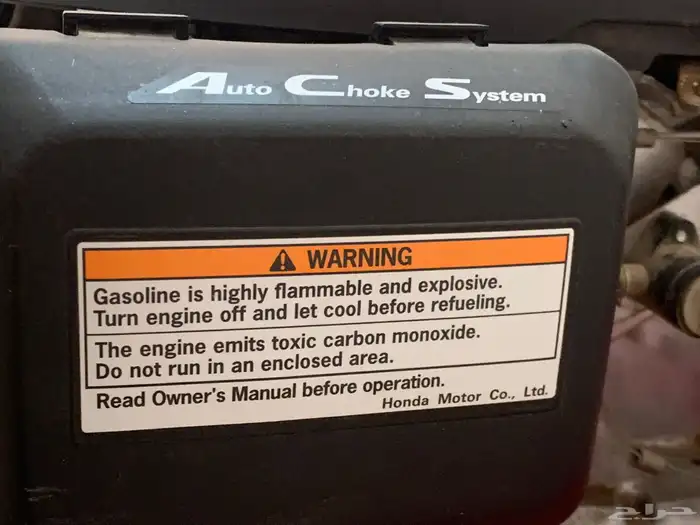 Auto Choke System
WARNING
Gasoline is highly flammable and explosive.
Turn engine off and let cool before refueling.
The engine emits toxic carbon monoxide.
Do not run in an enclosed area.
Read Owner's Manual before operation.
Honda Motor Co., Ltd.
حراج